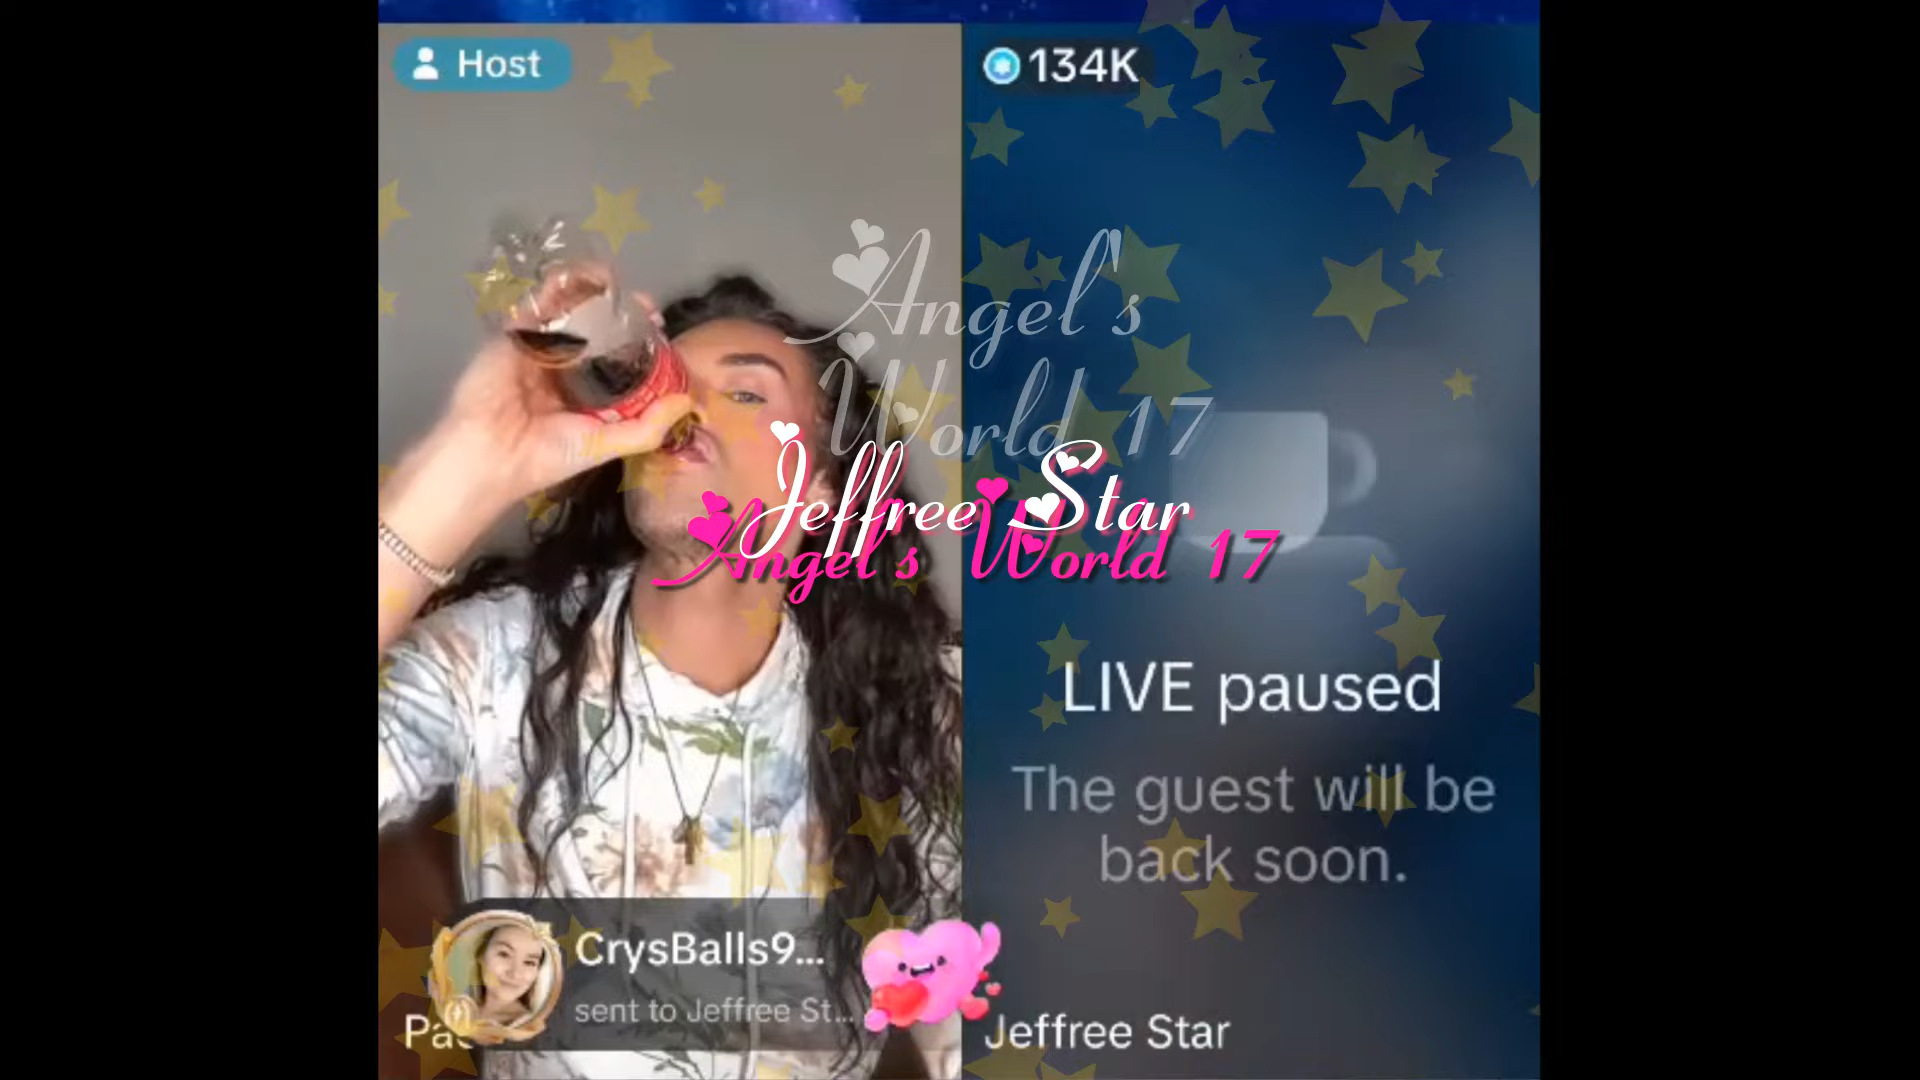 Host
134K
Angel's
World 17
Jeffree Star
Angel's World 17
LIVE paused
The guest will be
back soon.
CrysBalls9...
sent to Jeffree St...
Jeffree Star